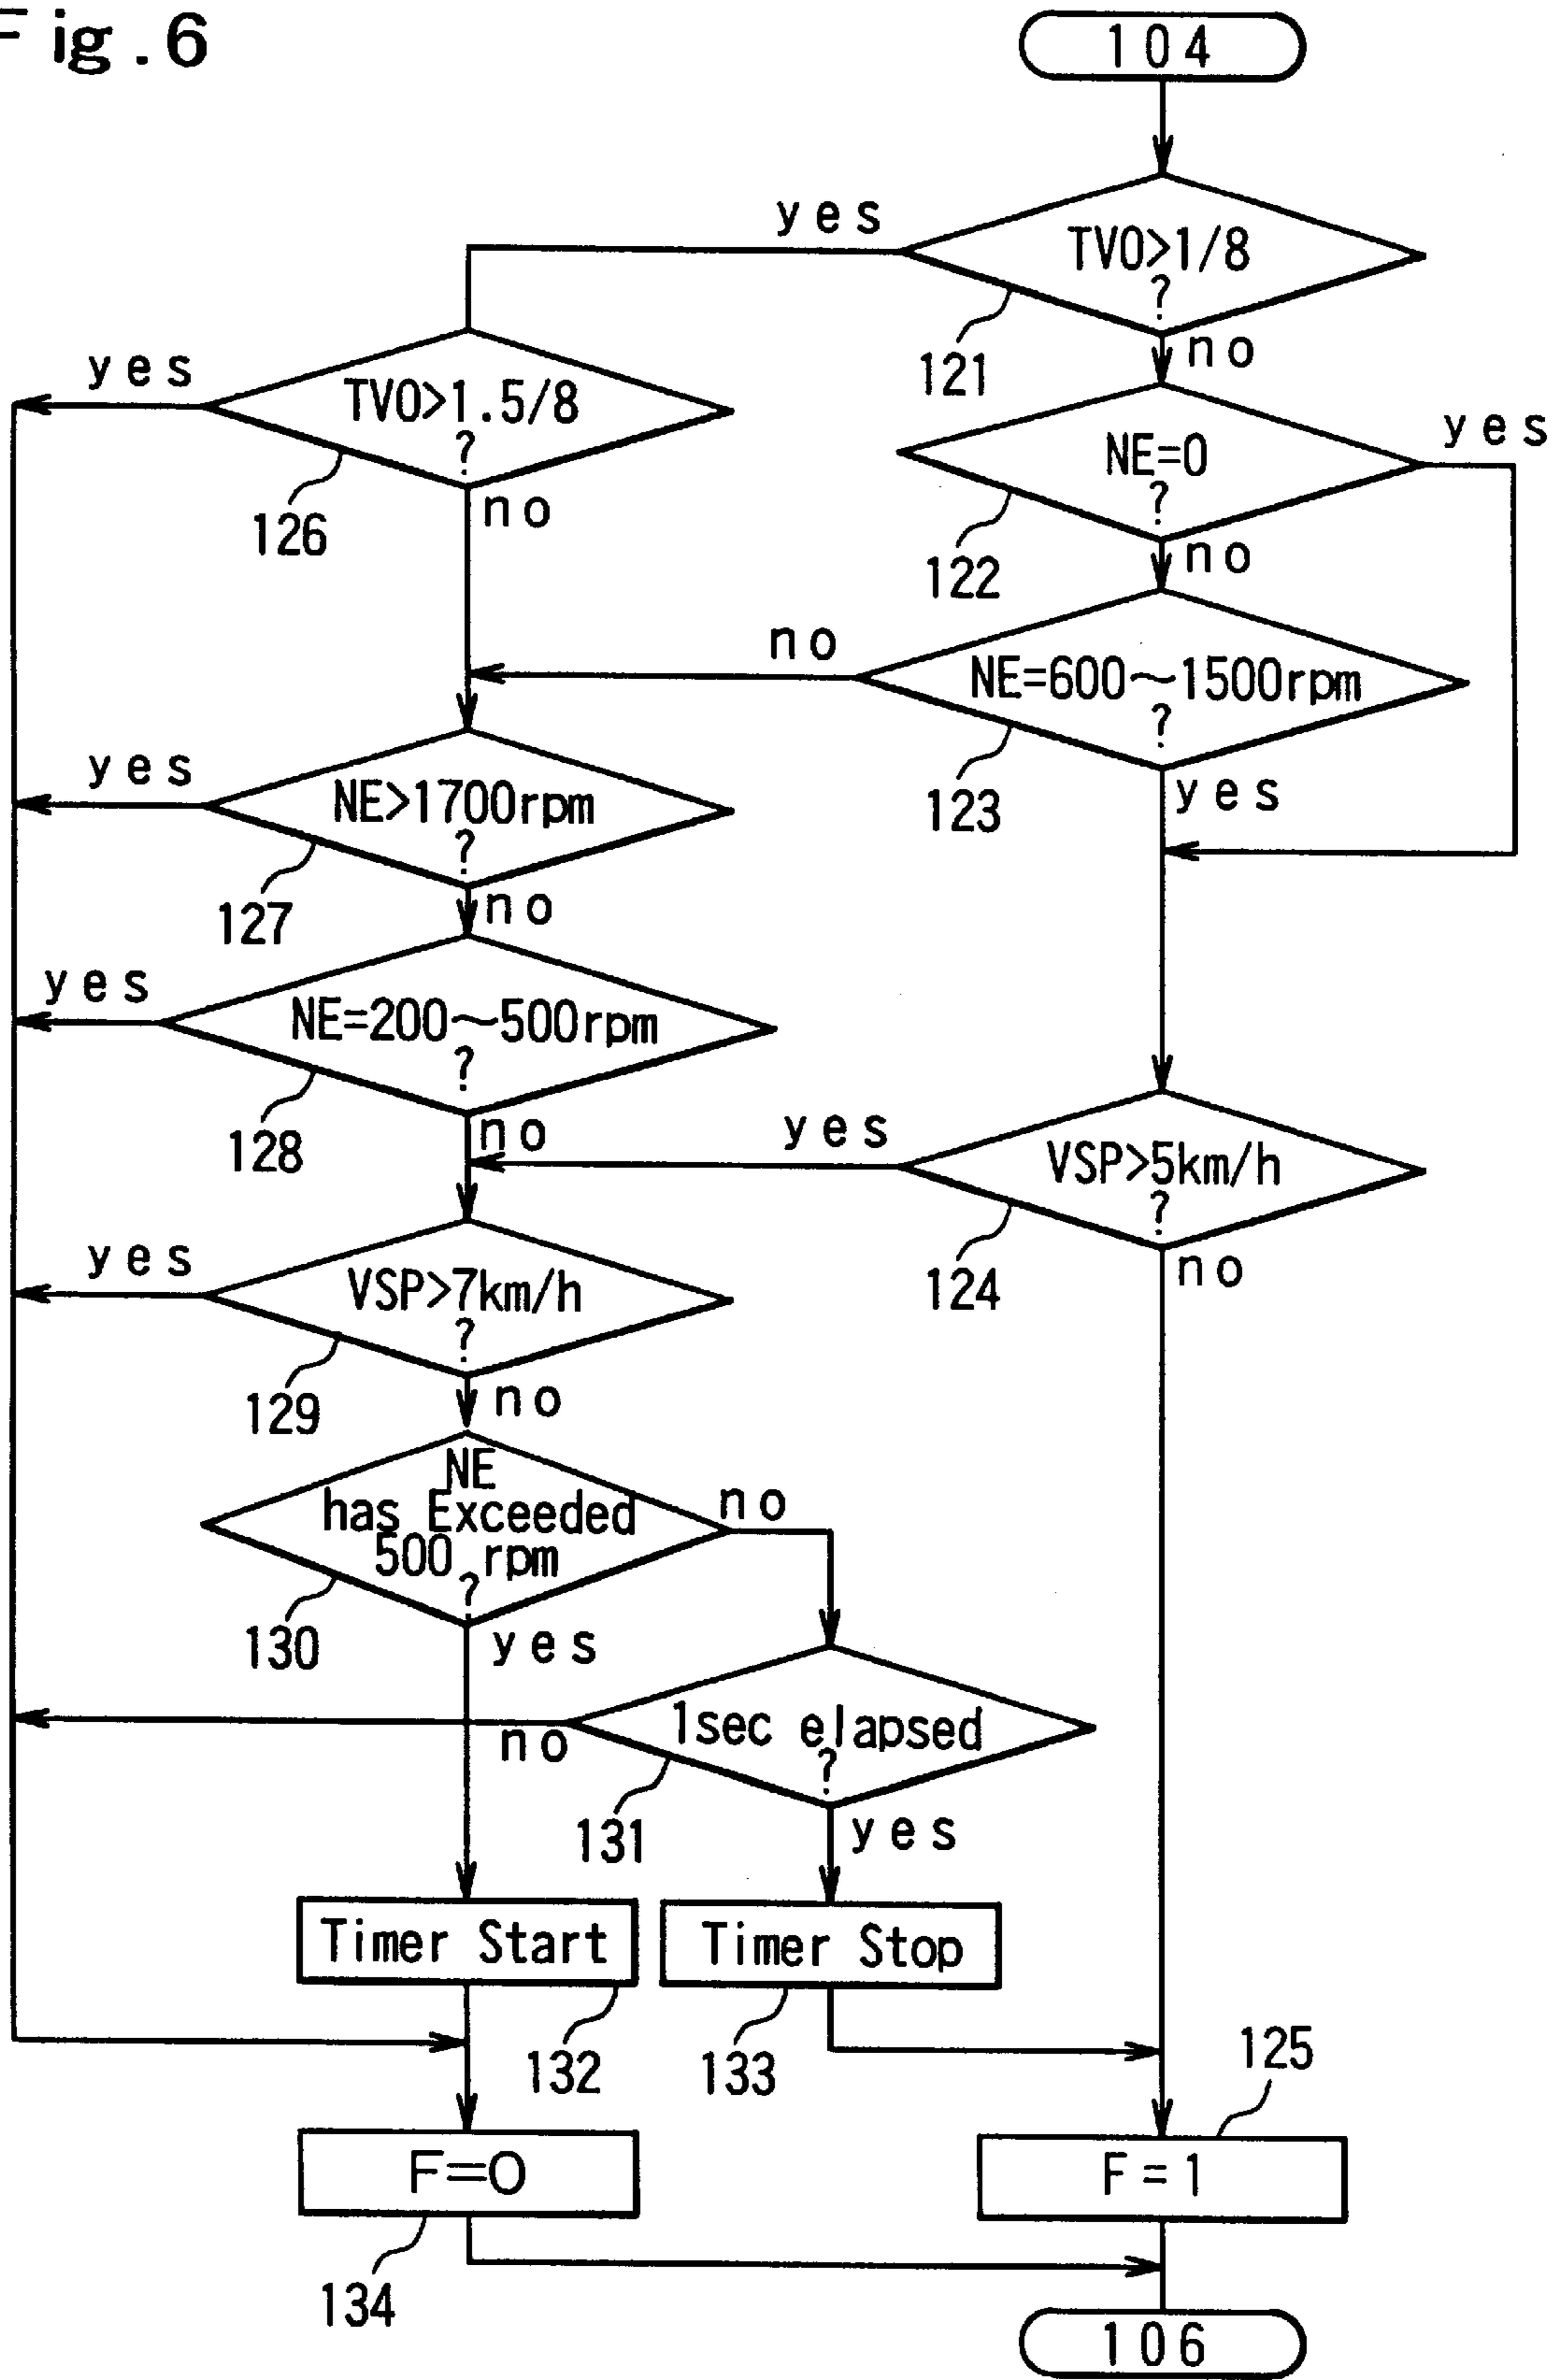 Fig.6
104
yes
TVO>1/8
?
121
no
yes
TVO>1.5/8
?
126
no
yes
NE=0
?
122
no
no
NE=600~1500rpm
?
123
yes
yes
NE>1700rpm
?
127
no
yes
NE=200~500rpm
?
128
no
yes
VSP>5km/h
?
124
no
yes
VSP>7km/h
?
129
no
NE
has Exceeded
500 rpm
?
130
no
yes
1sec elapsed
?
131
no
yes
Timer Start
132
Timer Stop
133
125
F=0
134
F=1
106